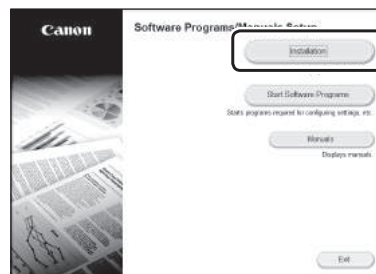 Canon
Software Programs/Manuals Setup
Installation
Start Software Programs
Starts programs required for configuring settings, etc.
Manuals
Displays manuals.
Exit